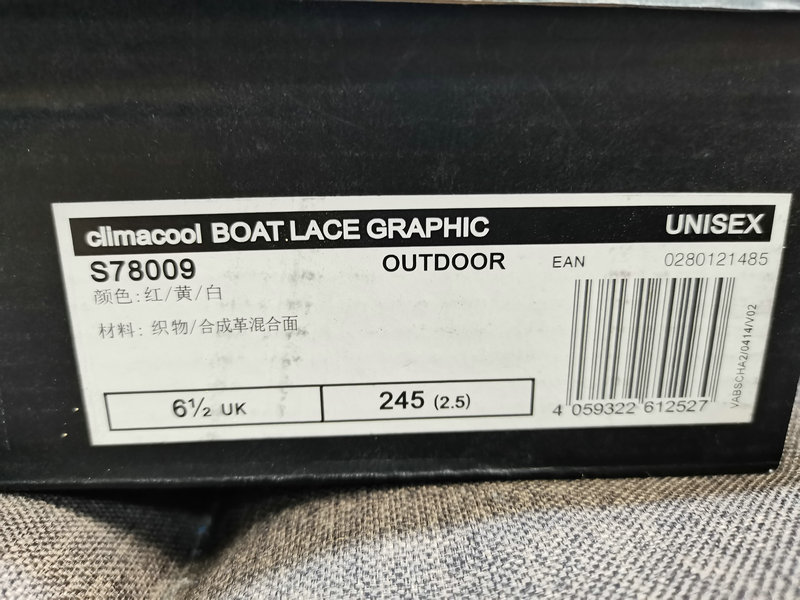 climacool BOAT LACE GRAPHIC UNISEX
S78009 OUTDOOR EAN 0280121485
颜色:红/黄/白
材料: 织物/合成革混合面
6½ UK 245 (2.5)
4 059322 612527
VABSCHA2/0414/V02